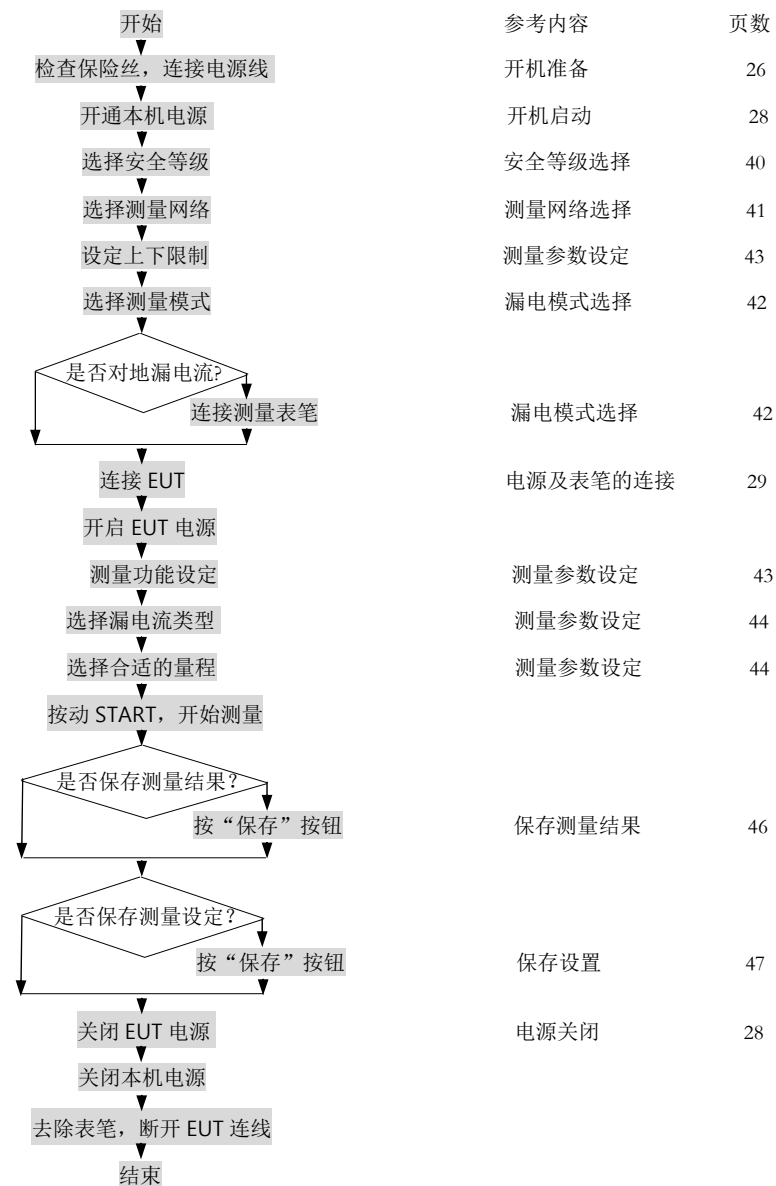 开始 参考内容 页数
检查保险丝，连接电源线 开机准备 26
开通本机电源 开机启动 28
选择安全等级 安全等级选择 40
选择测量网络 测量网络选择 41
设定上下限制 测量参数设定 43
选择测量模式 漏电模式选择 42
是否对地漏电流?
连接测量表笔 漏电模式选择 42
连接 EUT 电源及表笔的连接 29
开启 EUT 电源
测量功能设定 测量参数设定 43
选择漏电流类型 测量参数设定 44
选择合适的量程 测量参数设定 44
按动 START，开始测量
是否保存测量结果？
按“保存”按钮 保存测量结果 46
是否保存测量设定？
按“保存”按钮 保存设置 47
关闭 EUT 电源 电源关闭 28
关闭本机电源
去除表笔，断开 EUT 连线
结束